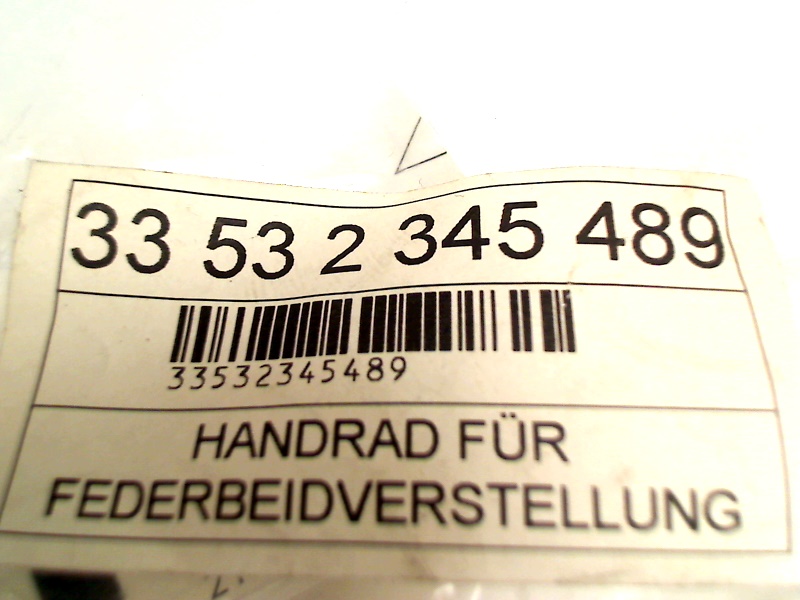 33 53 2 345 489
33532345489
HANDRAD FÜR
FEDERBEIDVERSTELLUNG